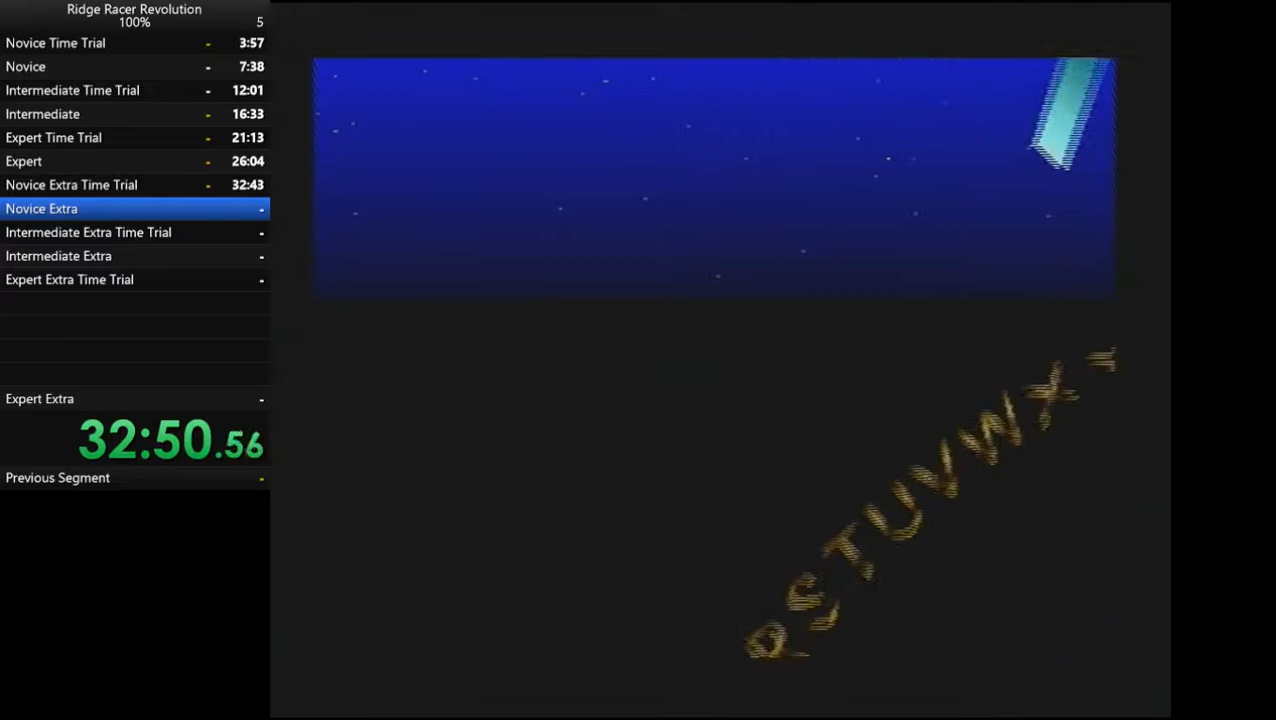 Ridge Racer Revolution
100% 5
Novice Time Trial - 3:57
Novice - 7:38
Intermediate Time Trial - 12:01
Intermediate - 16:33
Expert Time Trial - 21:13
Expert - 26:04
Novice Extra Time Trial - 32:43
Novice Extra -
Intermediate Extra Time Trial -
Intermediate Extra -
Expert Extra Time Trial -
Expert Extra -
32:50.56
Previous Segment -
RSTUVWXY